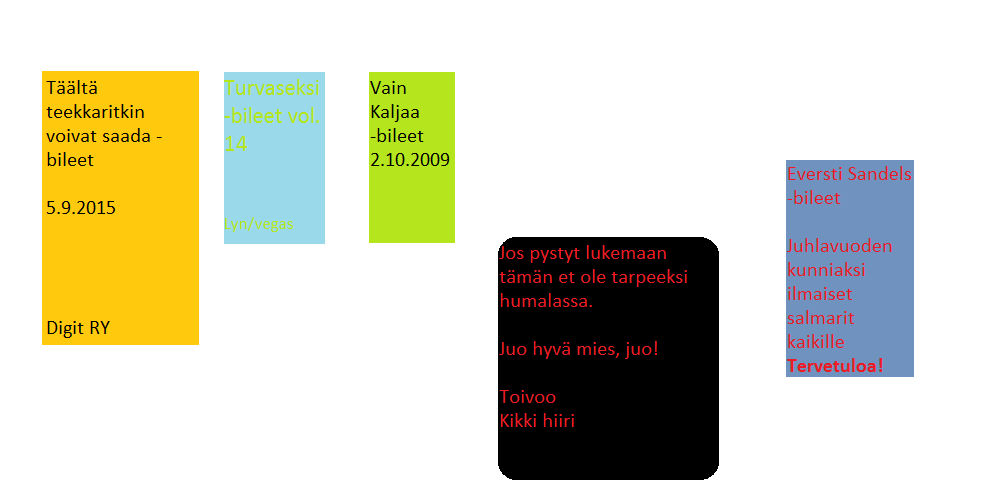 Täältä
teekkaritkin
voivat saada -
bileet
5.9.2015
Digit RY
Turvaseksi
-bileet vol.
14
Lyn/vegas
Vain
Kaljaa
-bileet
2.10.2009
Jos pystyt lukemaan
tämän et ole tarpeeksi
humalassa.
Juo hyvä mies, juo!
Toivoo
Kikki hiiri
Eversti Sandels
-bileet
Juhlavuoden
kunniaksi
ilmaiset
salmarit
kaikille
Tervetuloa!